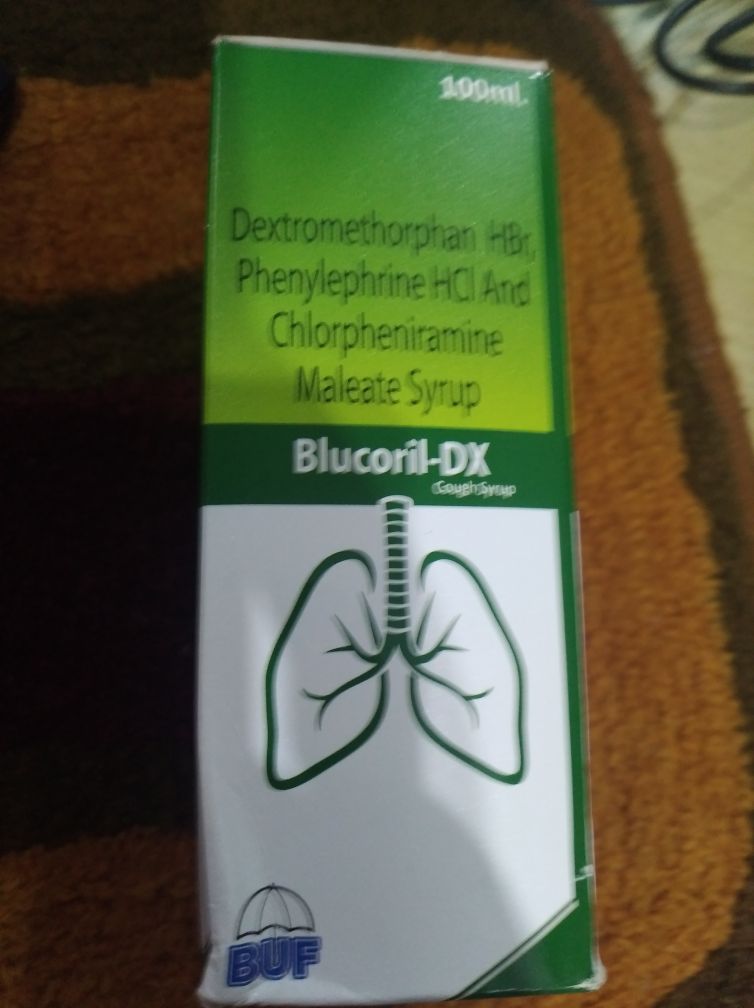 100ml.
Dextromethorphan HBr,
Phenylephrine HCl And
Chlorpheniramine
Maleate Syrup
Blucoril-DX
Cough Syrup
BUF